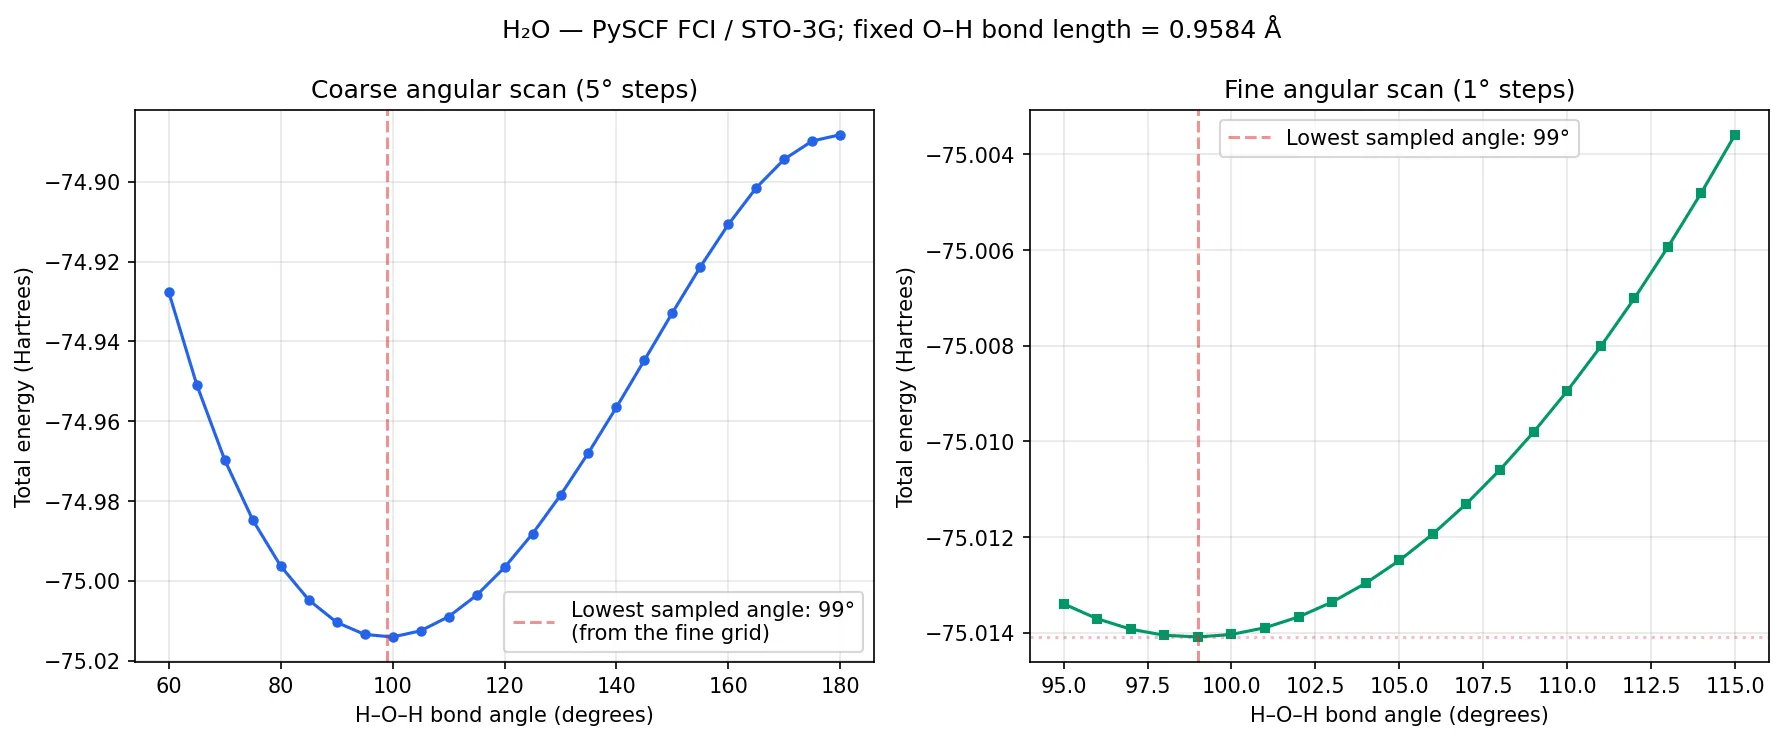 H₂O — PySCF FCI / STO-3G; fixed O–H bond length = 0.9584 Å
Coarse angular scan (5° steps)
Total energy (Hartrees)
−74.90
−74.92
−74.94
−74.96
−74.98
−75.00
−75.02
Lowest sampled angle: 99°
(from the fine grid)
60 80 100 120 140 160 180
H–O–H bond angle (degrees)
Fine angular scan (1° steps)
Lowest sampled angle: 99°
Total energy (Hartrees)
−75.004
−75.006
−75.008
−75.010
−75.012
−75.014
95.0 97.5 100.0 102.5 105.0 107.5 110.0 112.5 115.0
H–O–H bond angle (degrees)